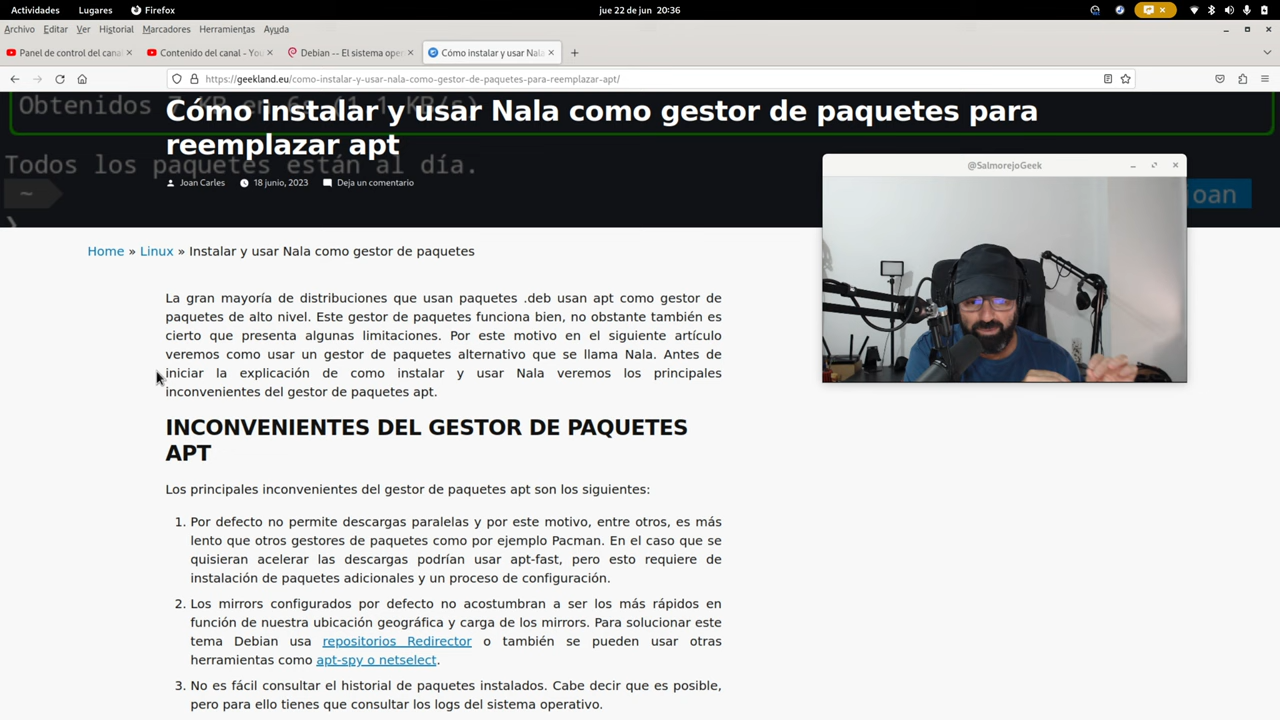 Actividades Lugares Firefox jue 22 de jun 20:36
Archivo Editar Ver Historial Marcadores Herramientas Ayuda
Panel de control del canal Contenido del canal - You Debian -- El sistema oper Cómo instalar y usar Nala
https://geekland.eu/como-instalar-y-usar-nala-como-gestor-de-paquetes-para-reemplazar-apt/
Obtenidos
Cómo instalar y usar Nala como gestor de paquetes para
reemplazar apt
Todos los paquetes están al día.
~
oan
Joan Carles 18 junio, 2023 Deja un comentario
@SalmorejoGeek
Home » Linux » Instalar y usar Nala como gestor de paquetes
La gran mayoría de distribuciones que usan paquetes .deb usan apt como gestor de
paquetes de alto nivel. Este gestor de paquetes funciona bien, no obstante también es
cierto que presenta algunas limitaciones. Por este motivo en el siguiente artículo
veremos como usar un gestor de paquetes alternativo que se llama Nala. Antes de
iniciar la explicación de como instalar y usar Nala veremos los principales
inconvenientes del gestor de paquetes apt.
INCONVENIENTES DEL GESTOR DE PAQUETES
APT
Los principales inconvenientes del gestor de paquetes apt son los siguientes:
1. Por defecto no permite descargas paralelas y por este motivo, entre otros, es más
lento que otros gestores de paquetes como por ejemplo Pacman. En el caso que se
quisieran acelerar las descargas podrían usar apt-fast, pero esto requiere de
instalación de paquetes adicionales y un proceso de configuración.
2. Los mirrors configurados por defecto no acostumbran a ser los más rápidos en
función de nuestra ubicación geográfica y carga de los mirrors. Para solucionar este
tema Debian usa repositorios Redirector o también se pueden usar otras
herramientas como apt-spy o netselect.
3. No es fácil consultar el historial de paquetes instalados. Cabe decir que es posible,
pero para ello tienes que consultar los logs del sistema operativo.